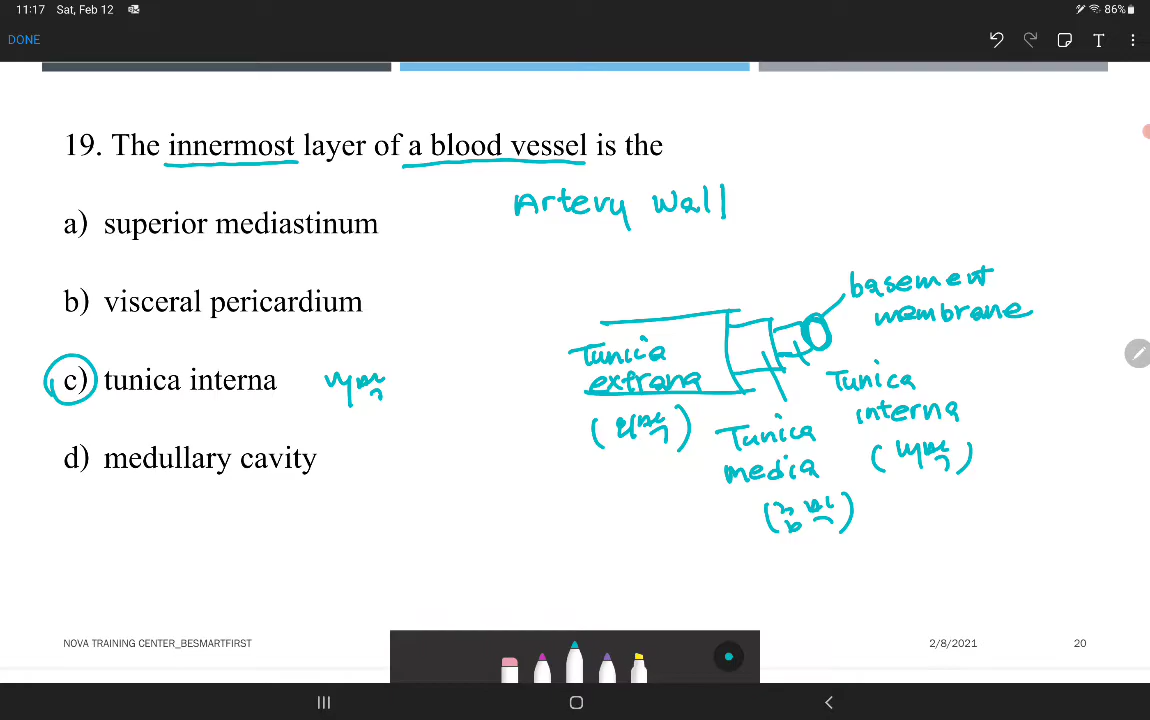 11:17 Sat, Feb 12 86%
DONE
T
19. The innermost layer of a blood vessel is the
Artery Wall
a) superior mediastinum
b) visceral pericardium
basement
membrane
c) tunica interna
Tunica
extrana
Tunica
interna
Tunica
media
d) medullary cavity
NOVA TRAINING CENTER_BESMARTFIRST 2/8/2021 20